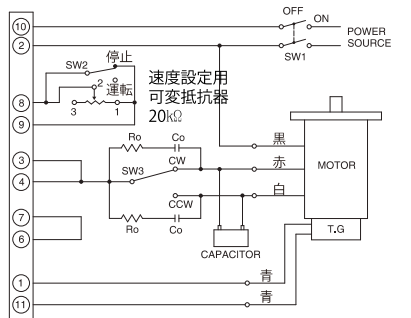 OFF
ON
POWER
SOURCE
SW1
10
2
SW2
停止
運転
2
3
1
速度設定用
可変抵抗器
20kΩ
8
9
3
4
7
6
1
11
Ro
Co
SW3
CW
CCW
Ro
Co
CAPACITOR
黒
赤
白
MOTOR
T.G
青
青